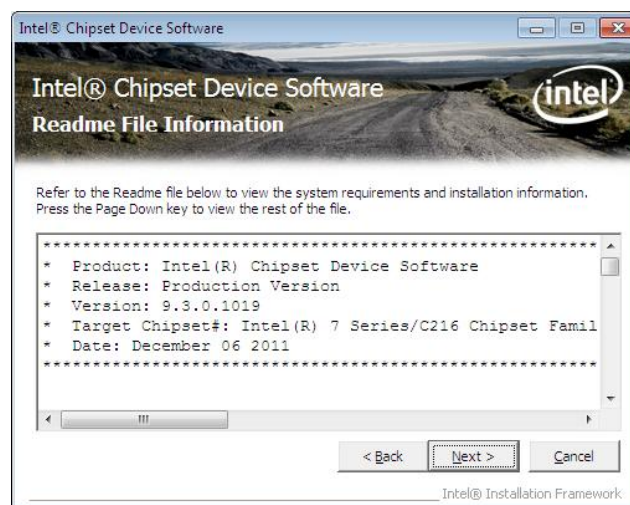 Intel® Chipset Device Software
Intel® Chipset Device Software
intel
Readme File Information
Refer to the Readme file below to view the system requirements and installation information.
Press the Page Down key to view the rest of the file.
************************************************************
* Product: Intel(R) Chipset Device Software
* Release: Production Version
* Version: 9.3.0.1019
* Target Chipset#: Intel(R) 7 Series/C216 Chipset Famil
* Date: December 06 2011
************************************************************
< Back Next > Cancel
Intel® Installation Framework